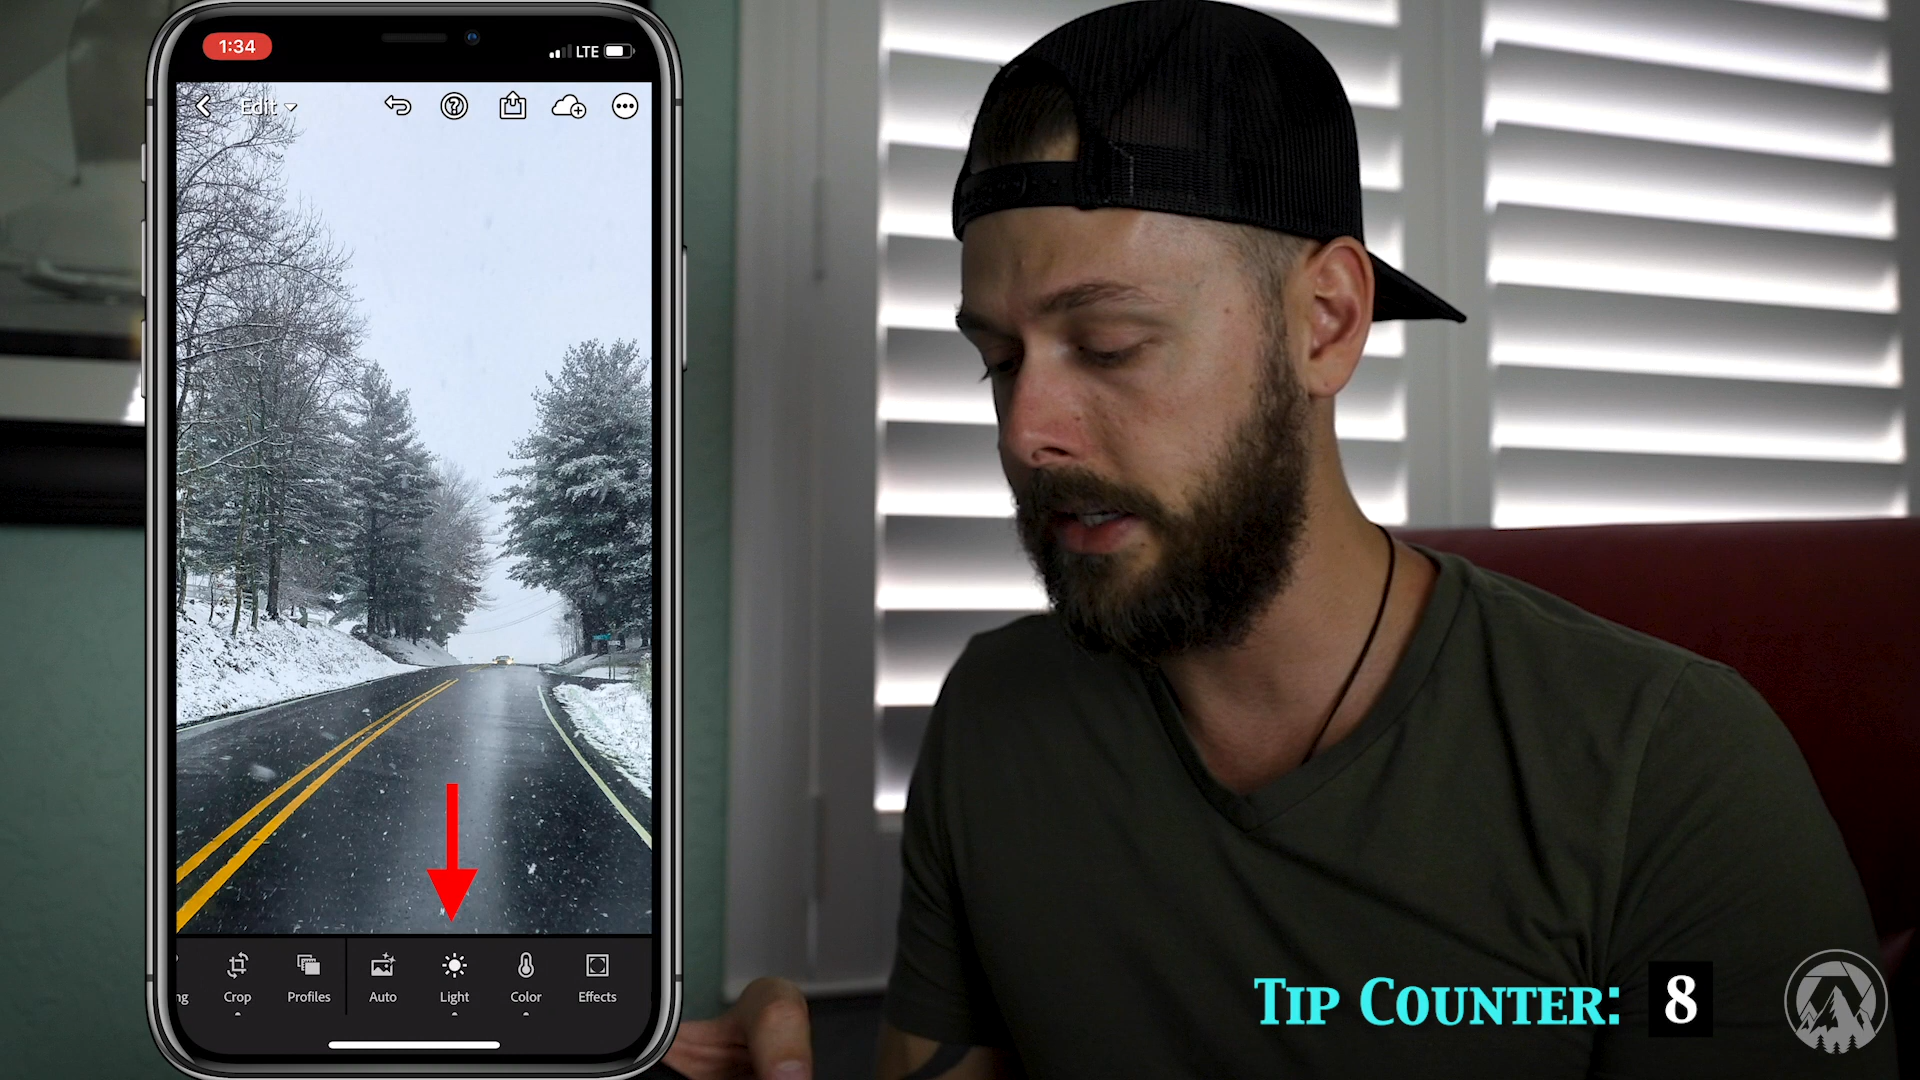 1:34
LTE
Edit
ng
Crop
Profiles
Auto
Light
Color
Effects
TIP COUNTER: 8